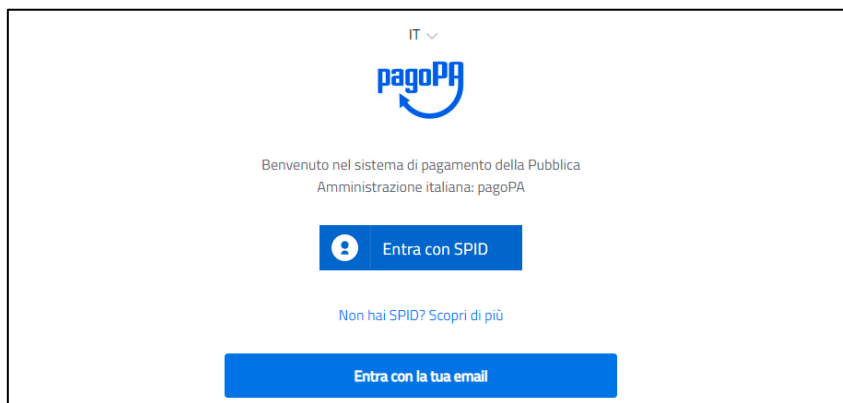 IT
pagoPA
Benvenuto nel sistema di pagamento della Pubblica
Amministrazione italiana: pagoPA
Entra con SPID
Non hai SPID? Scopri di più
Entra con la tua email